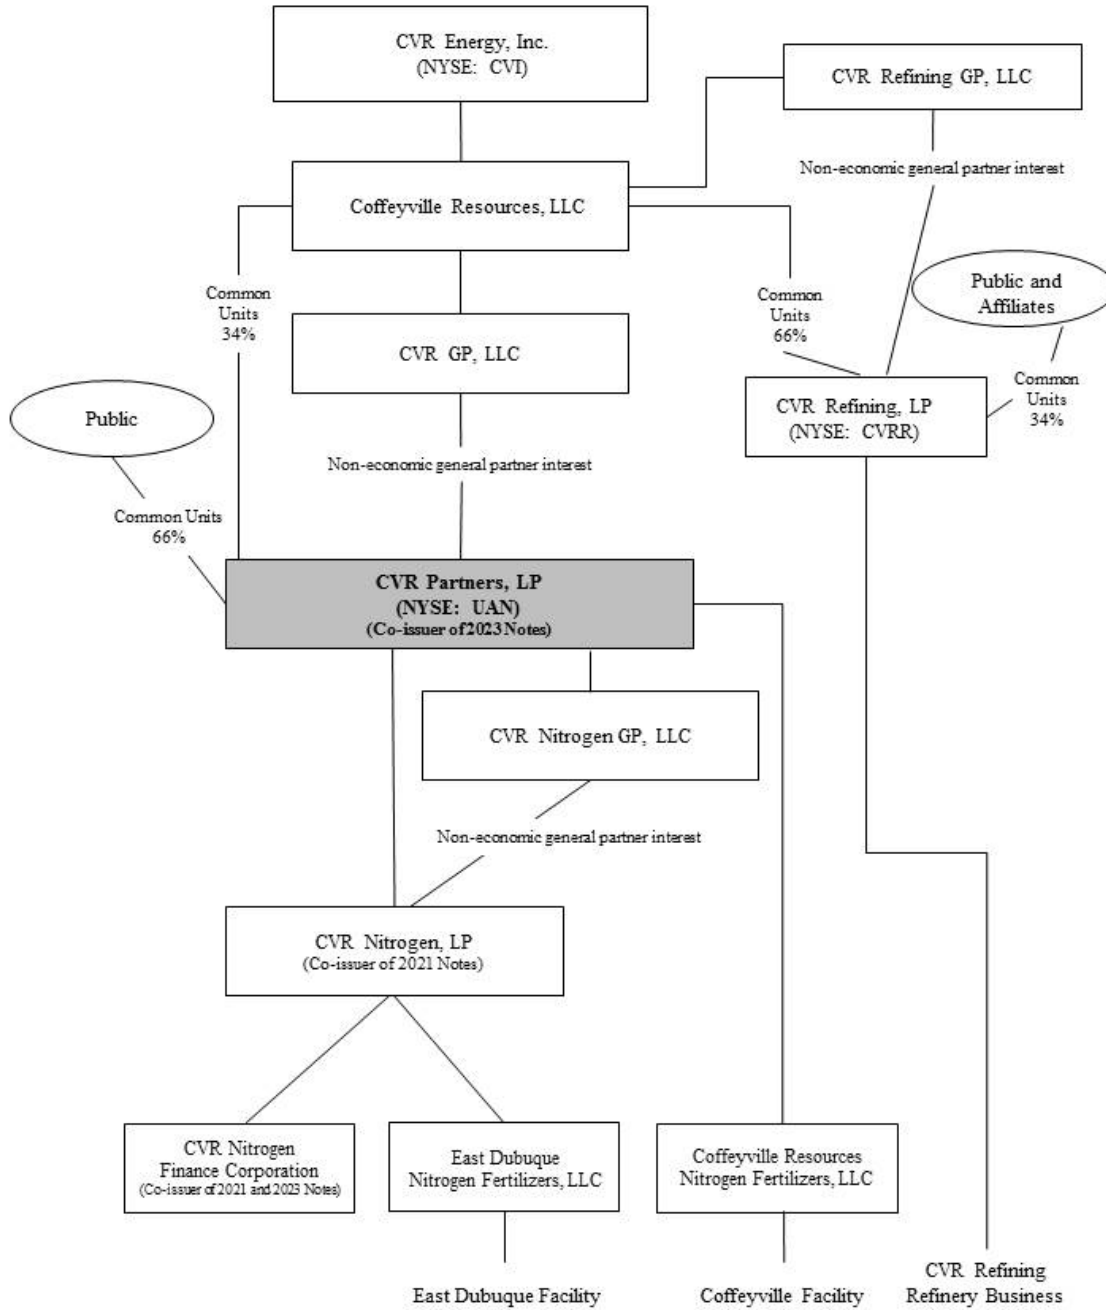 CVR Energy, Inc.
(NYSE: CVI)
CVR Refining GP, LLC
Non-economic general partner interest
Coffeyville Resources, LLC
Common
Units
34%
Common
Units
66%
Public and
Affiliates
CVR GP, LLC
Common
Units
34%
CVR Refining, LP
(NYSE: CVRR)
Public
Non-economic general partner interest
Common Units
66%
CVR Partners, LP
(NYSE: UAN)
(Co-issuer of 2023 Notes)
CVR Nitrogen GP, LLC
Non-economic general partner interest
CVR Nitrogen, LP
(Co-issuer of 2021 Notes)
CVR Nitrogen
Finance Corporation
(Co-issuer of 2021 and 2023 Notes)
East Dubuque
Nitrogen Fertilizers, LLC
Coffeyville Resources
Nitrogen Fertilizers, LLC
East Dubuque Facility
Coffeyville Facility
CVR Refining
Refinery Business